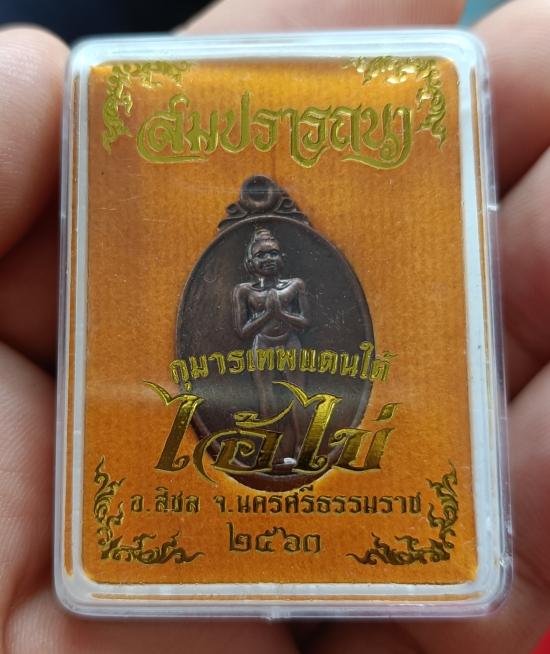 สมปรารถนา
กุมารเทพแดนใต้
ไอ้ไข่
อ.สิชล จ.นครศรีธรรมราช
๒๕๖๓